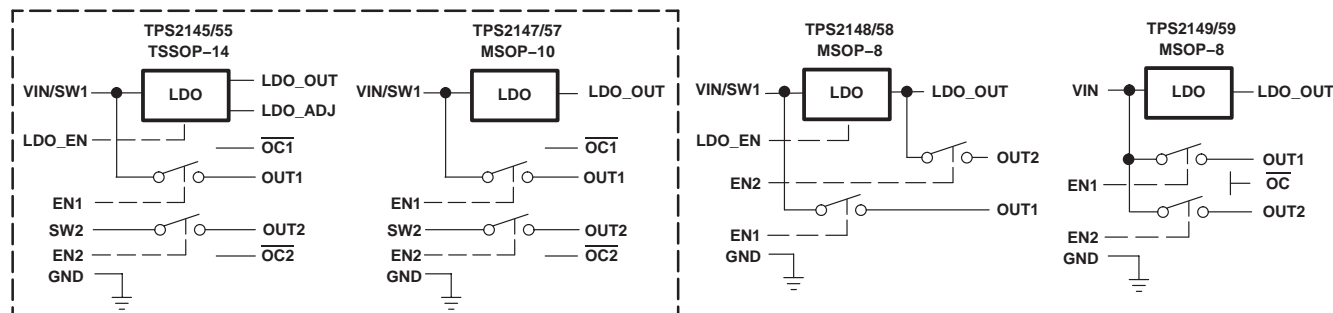 TPS2145/55
TSSOP–14
VIN/SW1
LDO
LDO_OUT
LDO_ADJ
LDO_EN
OC1
OUT1
EN1
SW2
OUT2
EN2
OC2
GND
TPS2147/57
MSOP–10
VIN/SW1
LDO
LDO_OUT
OC1
OUT1
EN1
SW2
OUT2
EN2
OC2
GND
TPS2148/58
MSOP–8
VIN/SW1
LDO
LDO_OUT
LDO_EN
OUT2
EN2
OUT1
EN1
GND
TPS2149/59
MSOP–8
VIN
LDO
LDO_OUT
OUT1
EN1
OC
OUT2
EN2
GND